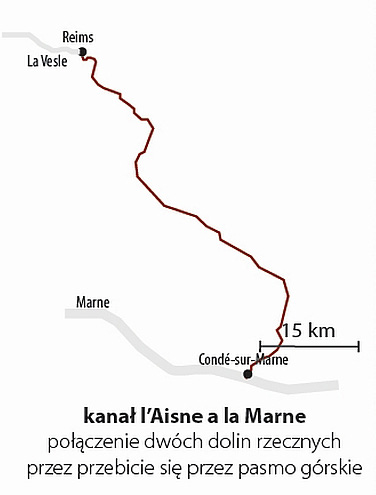 Reims
La Vesle
Marne
15 km
Condé-sur-Marne
kanał l'Aisne a la Marne
połączenie dwóch dolin rzecznych
przez przebicie się przez pasmo górskie